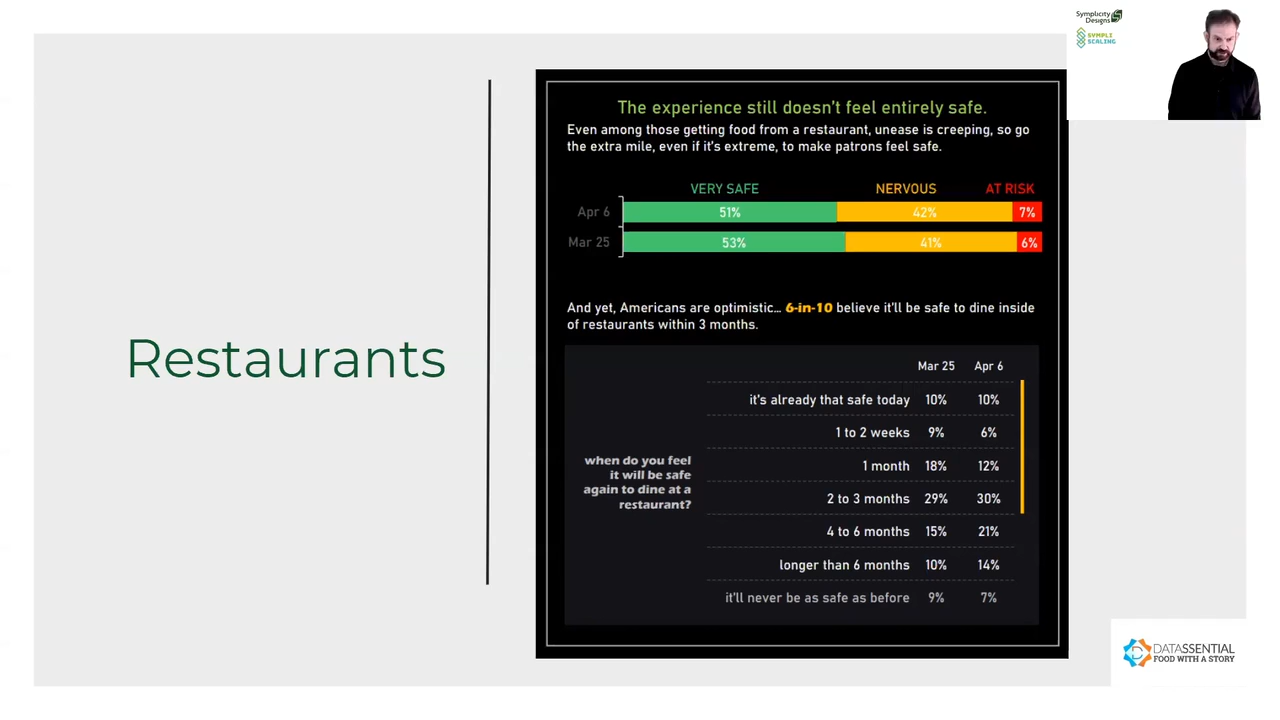 Symplicity
Designs
SYMPLI
SCALING
Restaurants
The experience still doesn't feel entirely safe.
Even among those getting food from a restaurant, unease is creeping, so go
the extra mile, even if it's extreme, to make patrons feel safe.
VERY SAFE NERVOUS AT RISK
Apr 6 51% 42% 7%
Mar 25 53% 41% 6%
And yet, Americans are optimistic... 6-in-10 believe it'll be safe to dine inside
of restaurants within 3 months.
when do you feel
it will be safe
again to dine at a
restaurant?
Mar 25 Apr 6
it's already that safe today 10% 10%
1 to 2 weeks 9% 6%
1 month 18% 12%
2 to 3 months 29% 30%
4 to 6 months 15% 21%
longer than 6 months 10% 14%
it'll never be as safe as before 9% 7%
DATASSENTIAL
FOOD WITH A STORY